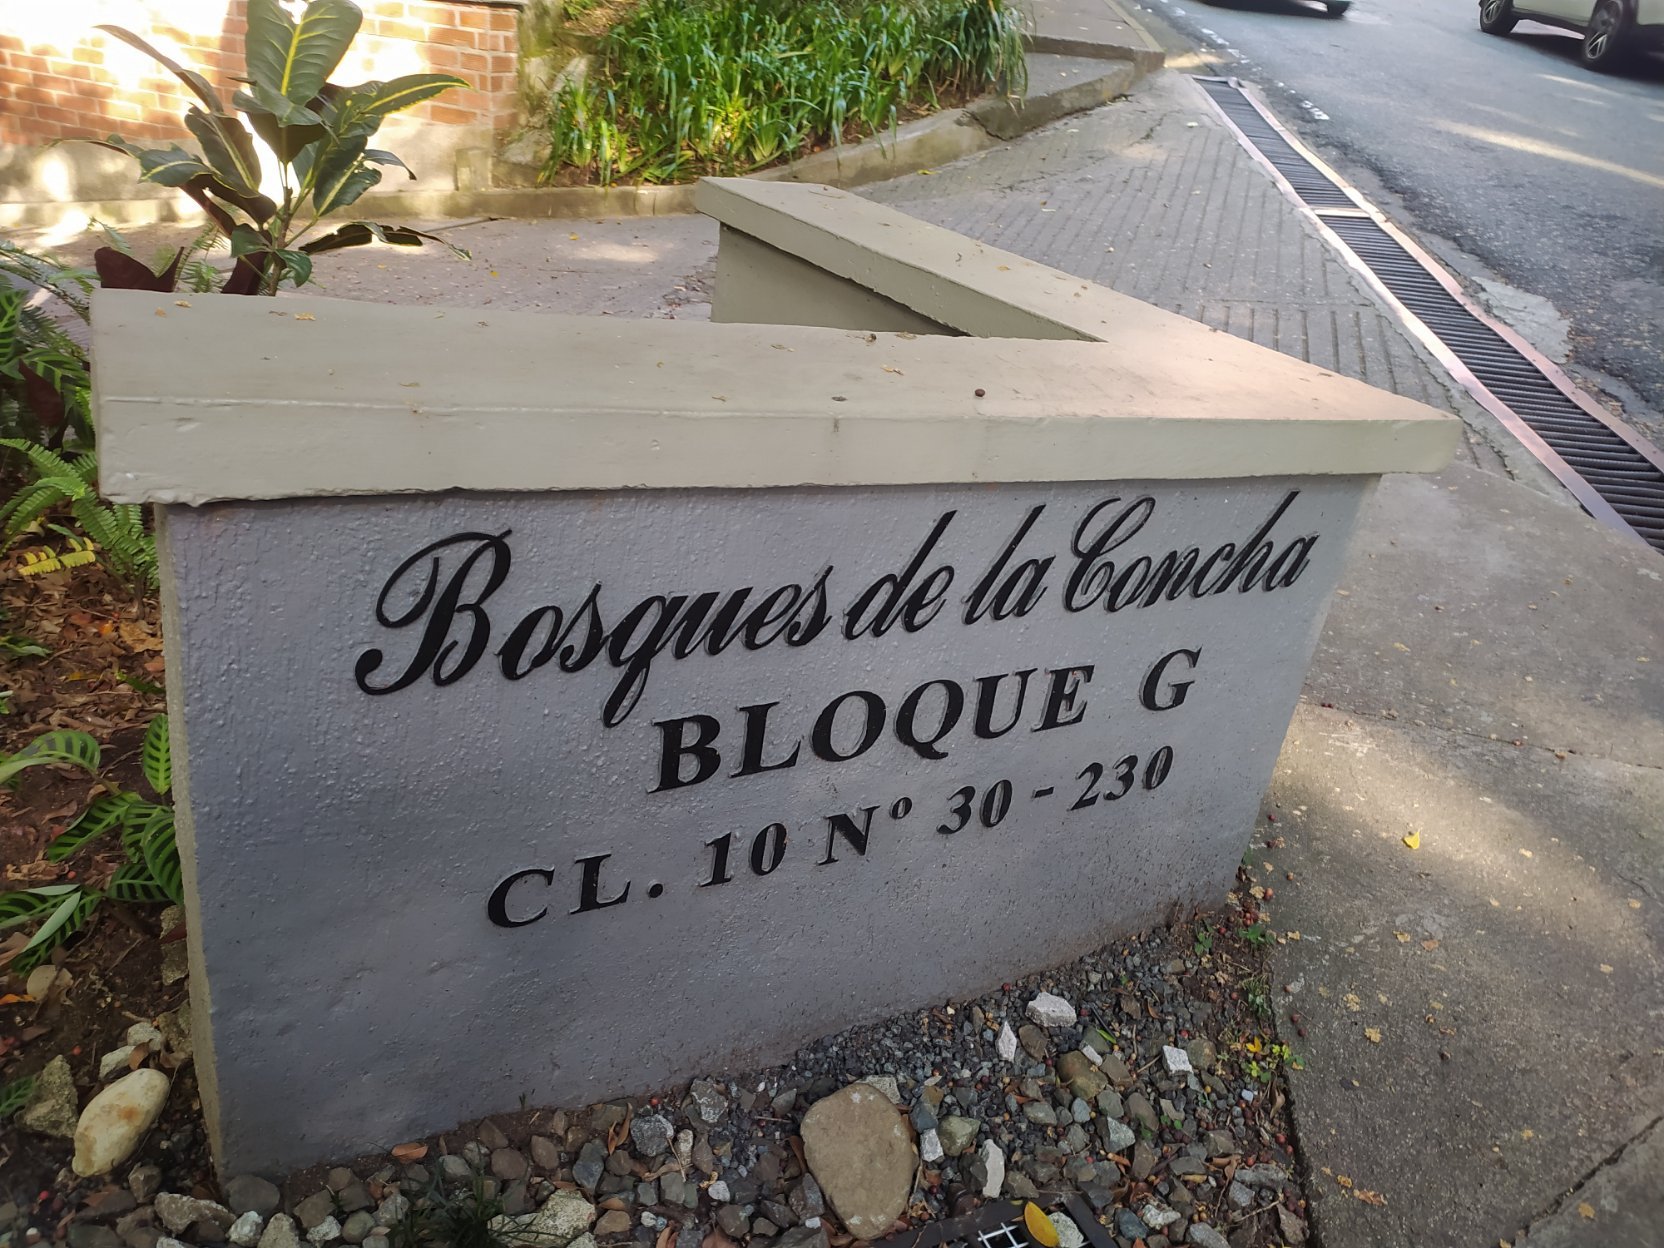 Bosques de la Concha
BLOQUE G
CL. 10 Nº 30 - 230